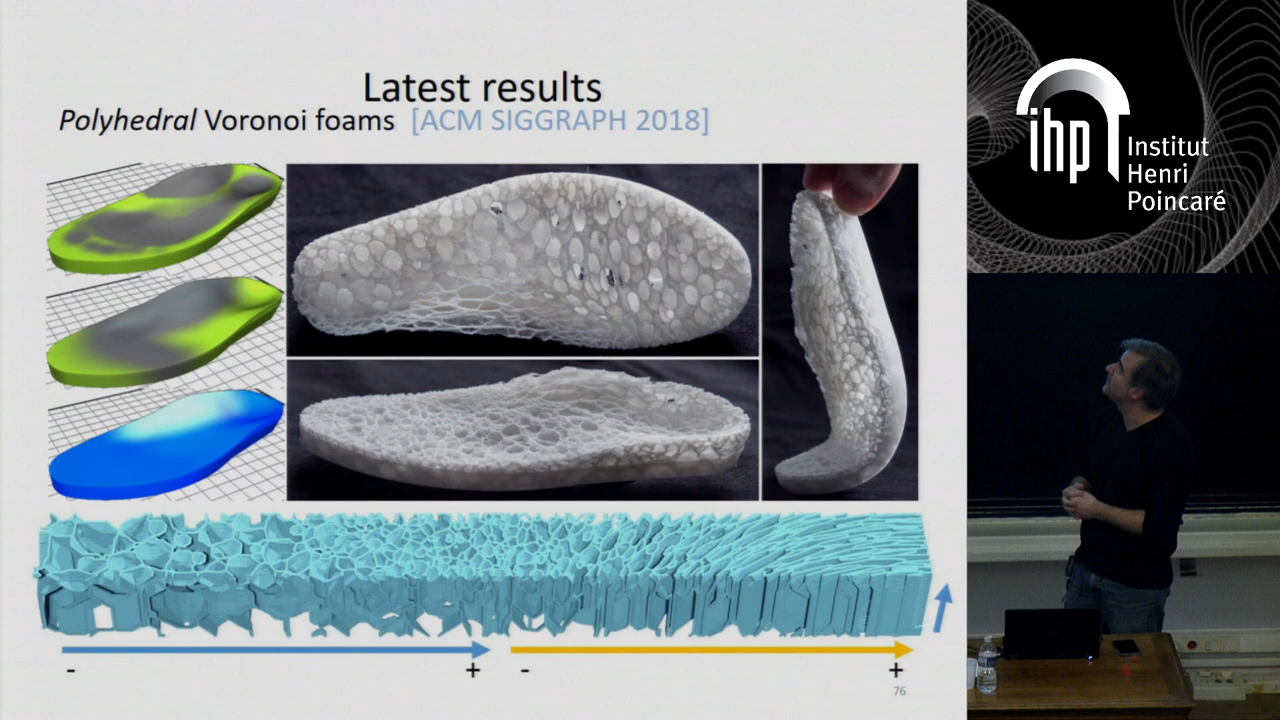 Latest results
Polyhedral Voronoi foams [ACM SIGGRAPH 2018]
- + - +
76
ihp Institut
Henri
Poincaré